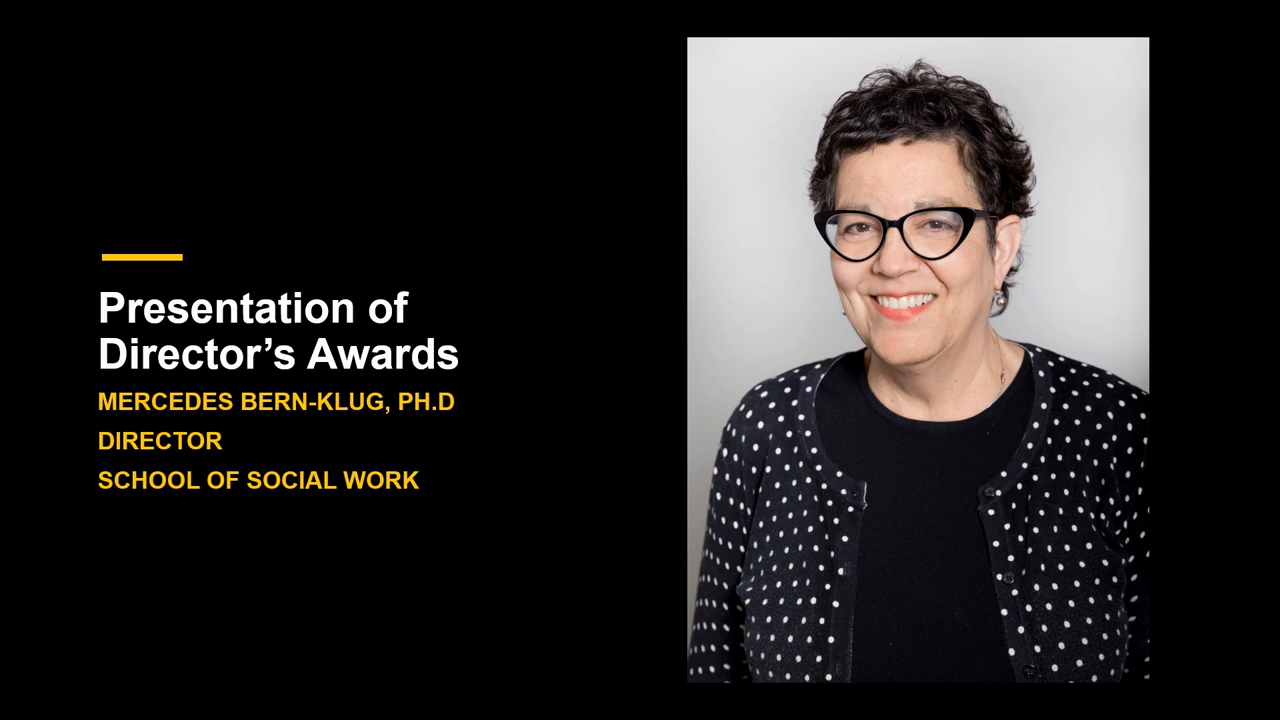 Presentation of
Director’s Awards
MERCEDES BERN-KLUG, PH.D
DIRECTOR
SCHOOL OF SOCIAL WORK